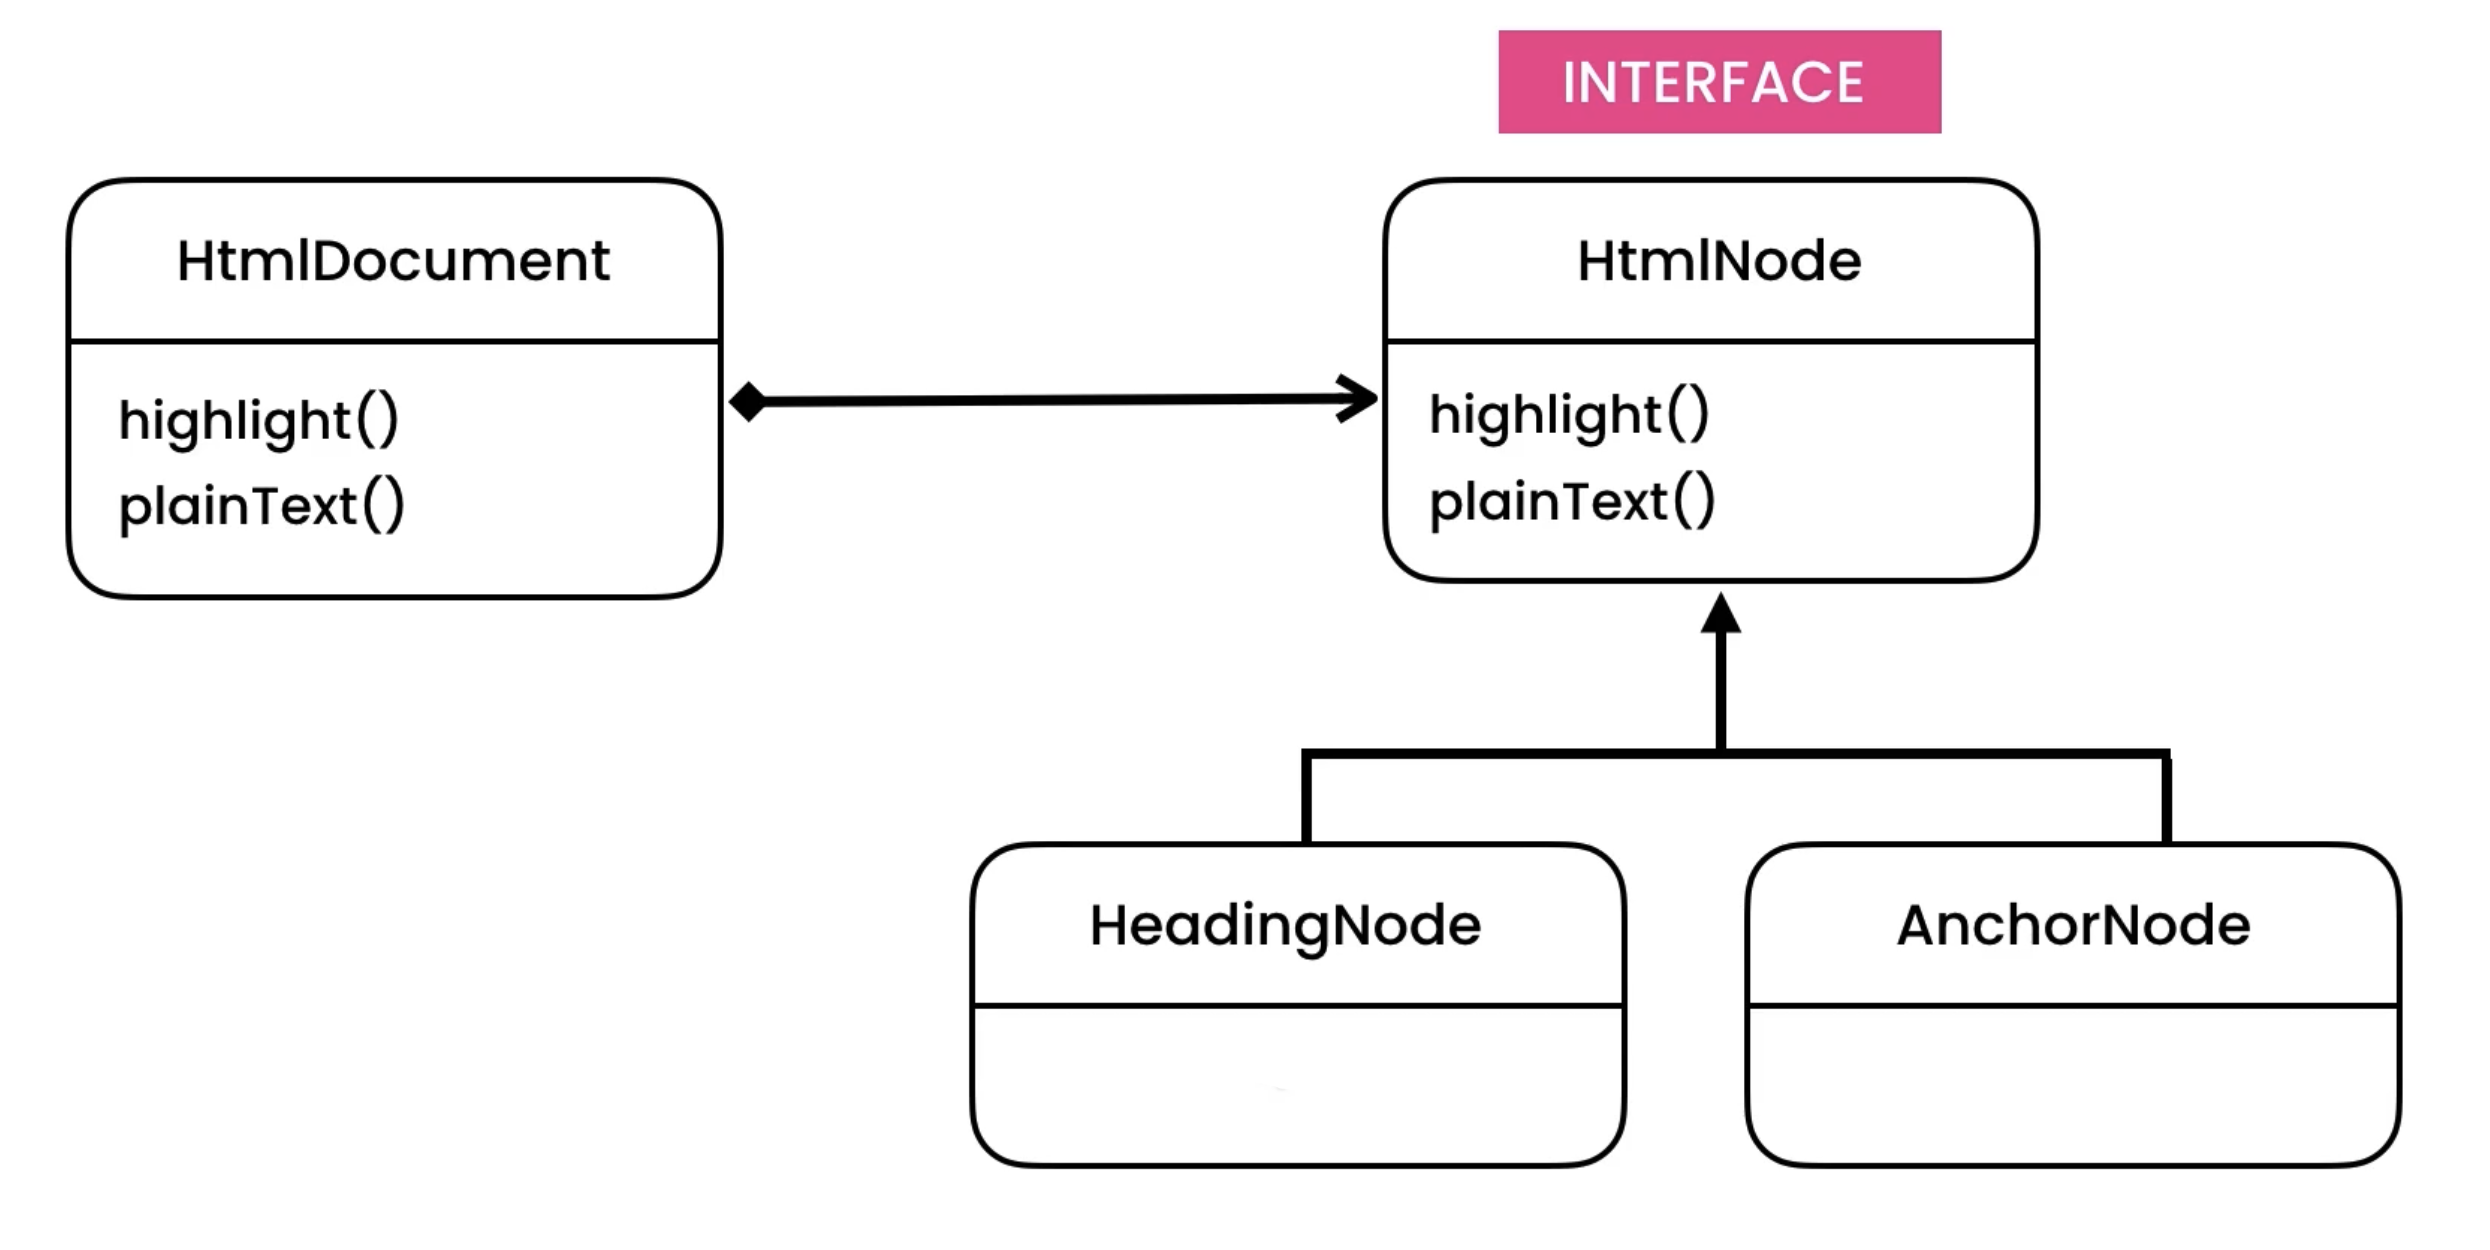 INTERFACE
HtmlDocument
highlight()
plainText()
HtmlNode
highlight()
plainText()
HeadingNode
AnchorNode